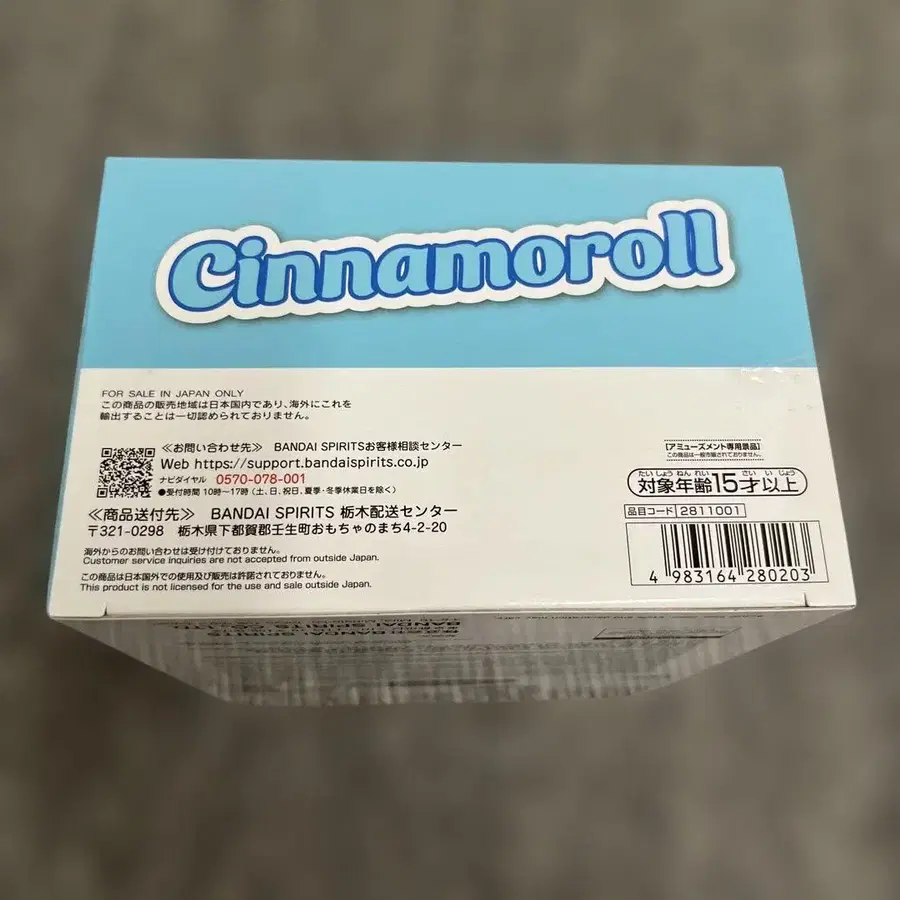 Cinnamoroll
FOR SALE IN JAPAN ONLY
この商品の販売地域は日本国内であり、海外にこれを
輸出することは一切認められておりません。
≪お問い合わせ先≫ BANDAI SPIRITSお客様相談センター
Web https://support.bandaispirits.co.jp
ナビダイヤル 0570-078-001
●受付時間 10時〜17時(土、日、祝日、夏季・冬季休業日を除く)
≪商品送付先≫ BANDAI SPIRITS 栃木配送センター
〒321-0298 栃木県下都賀郡壬生町おもちゃのまち4-2-20
海外からのお問い合わせは受け付けておりません。
Customer service inquiries are not accepted from outside Japan.
この商品は日本国外での使用及び販売は許諾されておりません。
This product is not licensed for the use and sale outside Japan.
[アミューズメント専用景品]
この商品は一般市販されておりません。
たいしょうねんれい さいいじょう
対象年齢15才以上
品目コード 2811001
4 983164 280203
株式会社BANDAI SPIRITS
BANDAI SPIRITS